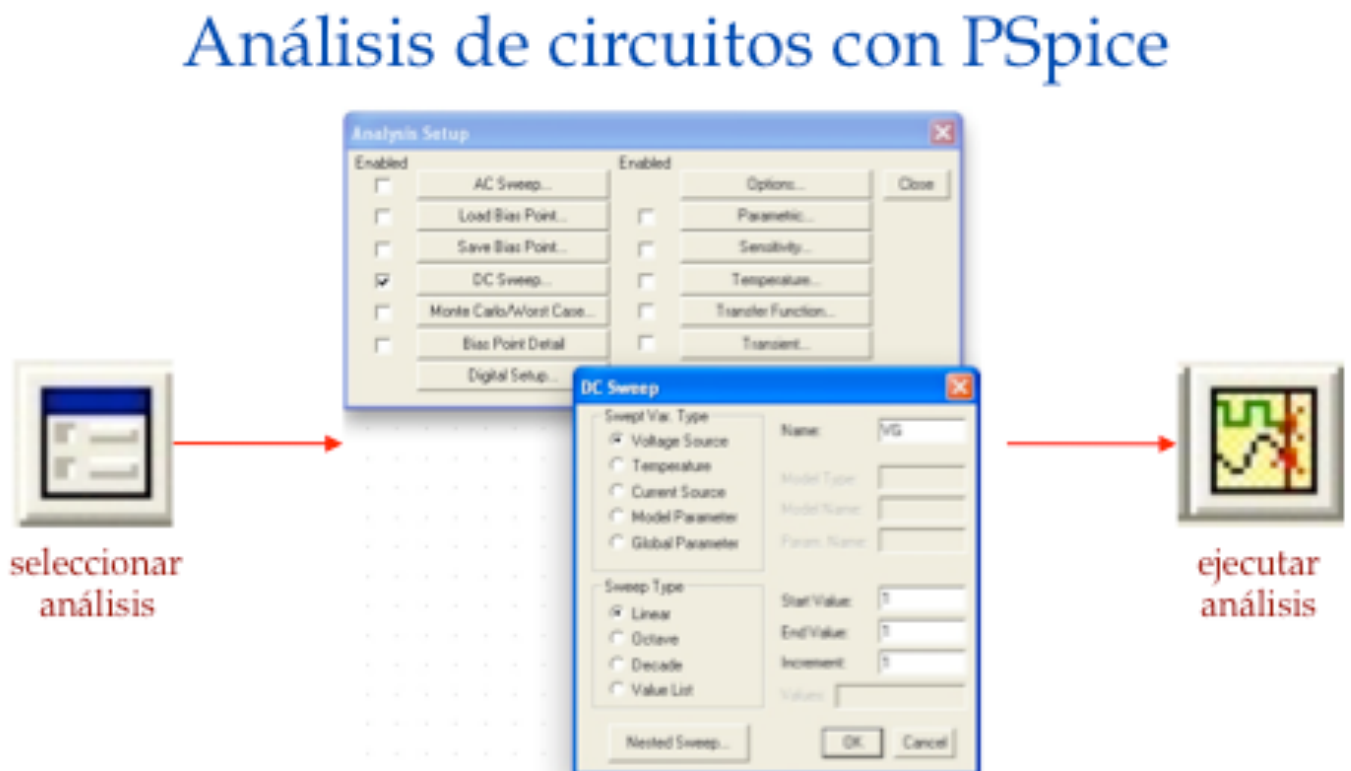 Análisis de circuitos con PSpice
Analysis Setup
Enabled
Enabled
AC Sweep...
Options...
Close
Load Bias Point...
Parametric...
Save Bias Point...
Sensitivity...
DC Sweep...
Temperature...
Monte Carlo/Worst Case...
Transfer Function...
Bias Point Detail
Transient...
Digital Setup...
DC Sweep
Swept Var. Type
Voltage Source
Temperature
Current Source
Model Parameter
Global Parameter
Name: VG
Model Type:
Model Name:
Param. Name:
Sweep Type
Linear
Octave
Decade
Value List
Start Value: 1
End Value: 1
Increment: 1
Values:
Nested Sweep...
OK
Cancel
seleccionar
análisis
ejecutar
análisis